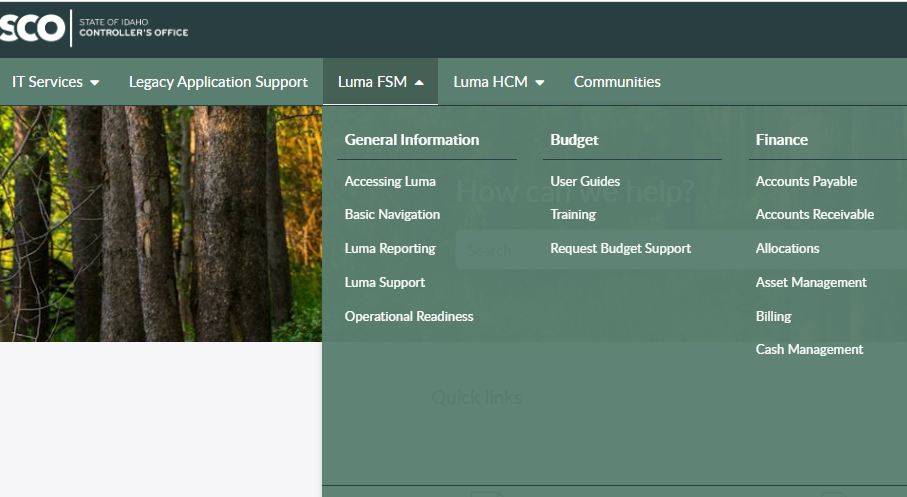 SCO
STATE OF IDAHO
CONTROLLER'S OFFICE
IT Services
Legacy Application Support
Luma FSM
Luma HCM
Communities
General Information
Accessing Luma
Basic Navigation
Luma Reporting
Luma Support
Operational Readiness
Budget
User Guides
Training
Request Budget Support
Finance
Accounts Payable
Accounts Receivable
Allocations
Asset Management
Billing
Cash Management
How can we help?
Search
Quick links